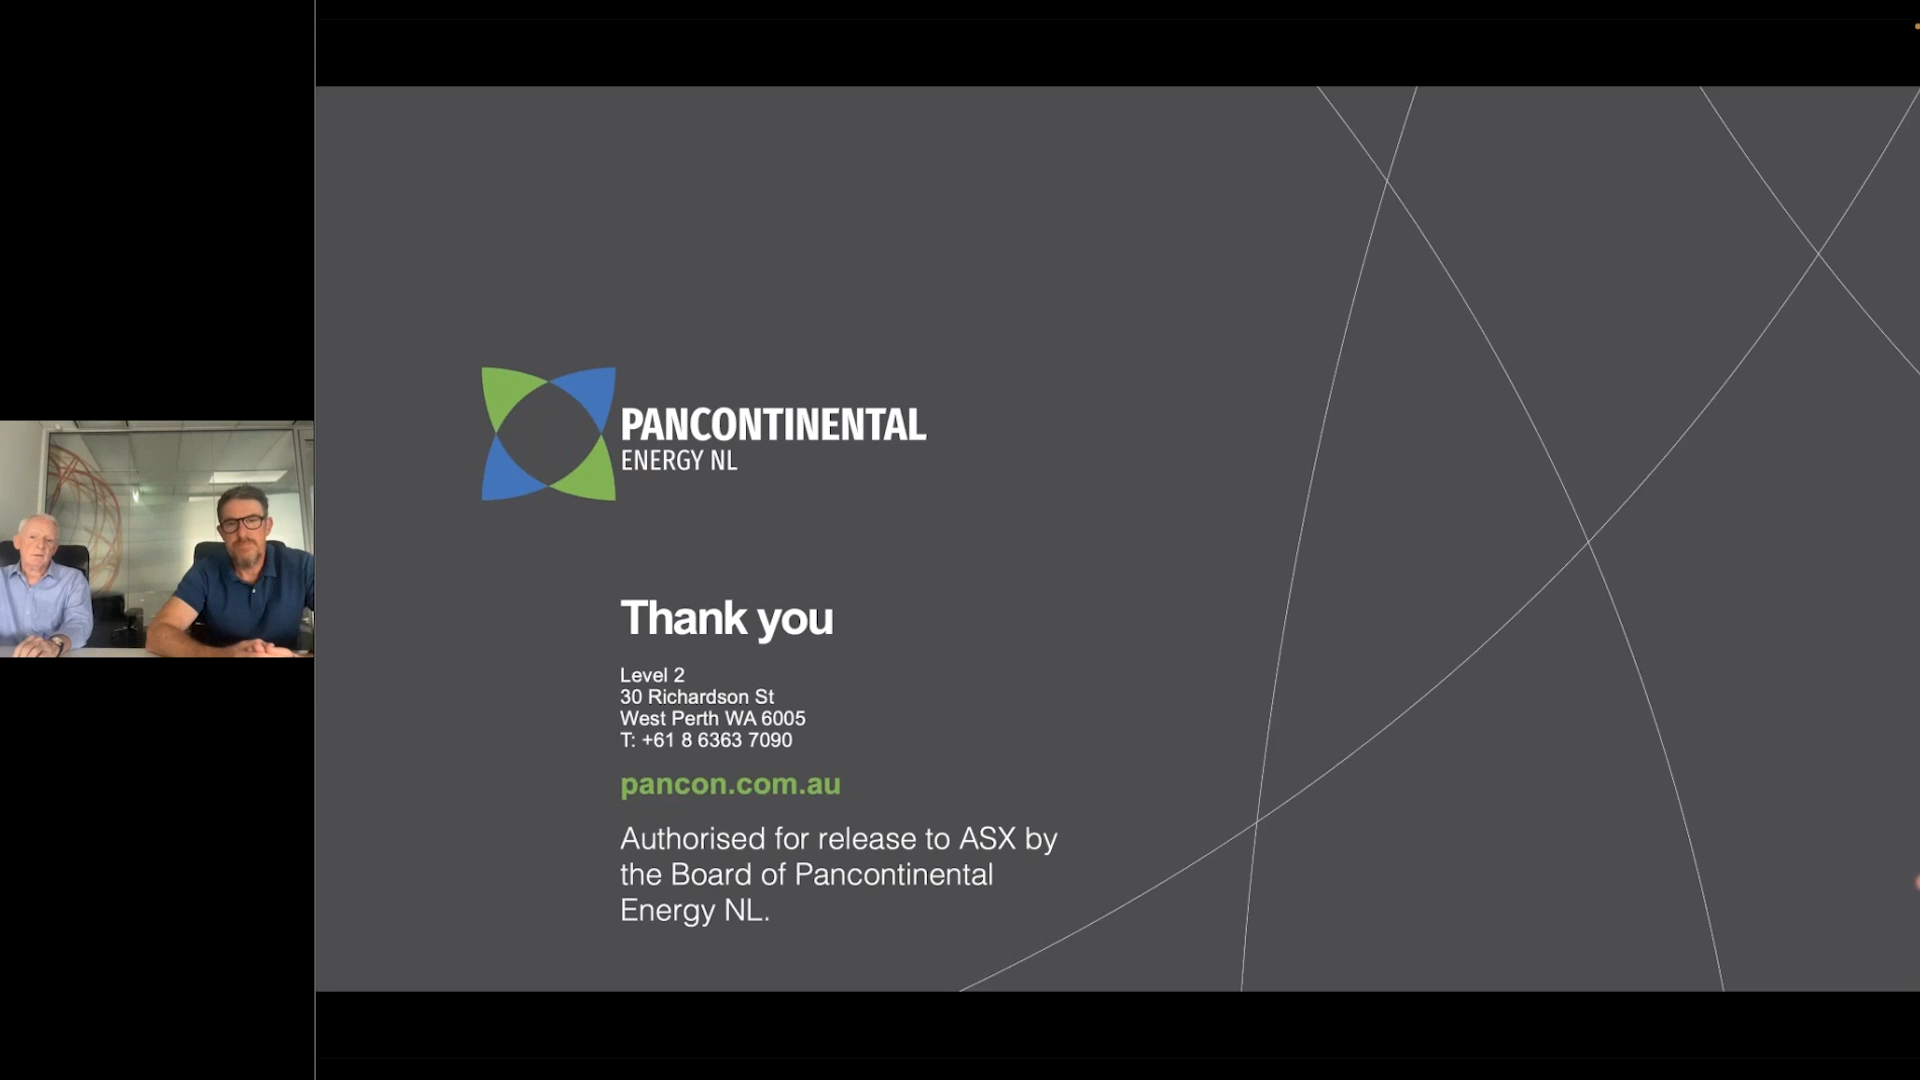 PANCONTINENTAL
ENERGY NL
Thank you
Level 2
30 Richardson St
West Perth WA 6005
T: +61 8 6363 7090
pancon.com.au
Authorised for release to ASX by
the Board of Pancontinental
Energy NL.